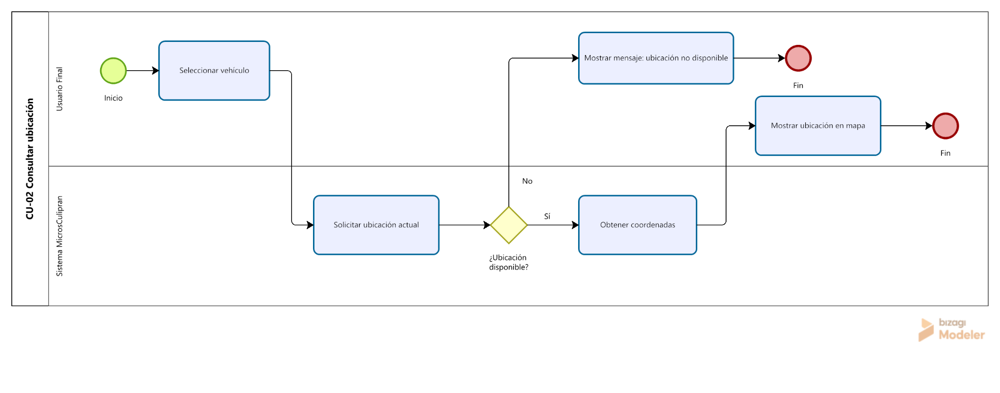 CU-02 Consultar ubicación
Usuario Final
Inicio
Seleccionar vehículo
Mostrar mensaje: ubicación no disponible
Fin
Mostrar ubicación en mapa
Fin
Sistema MicrosCulipran
Solicitar ubicación actual
No
Sí
¿Ubicación
disponible?
Obtener coordenadas
bizagi
Modeler